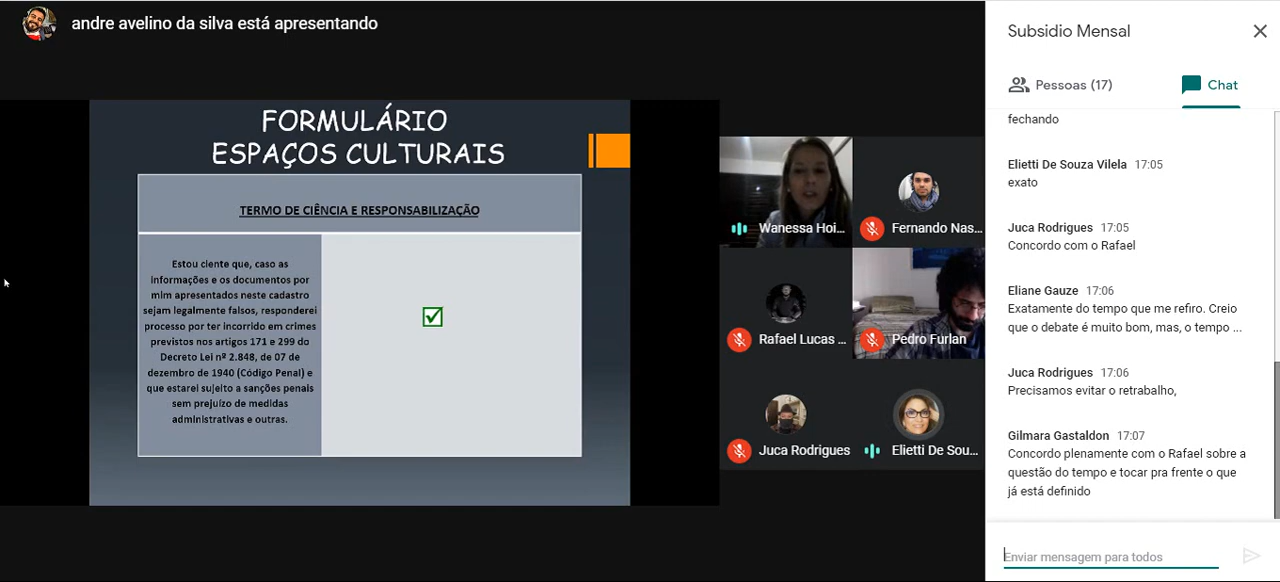 andre avelino da silva está apresentando
FORMULÁRIO
ESPAÇOS CULTURAIS
TERMO DE CIÊNCIA E RESPONSABILIZAÇÃO
Estou ciente que, caso as
informações e os documentos por
mim apresentados neste cadastro
sejam legalmente falsos, responderei
processo por ter incorrido em crimes
previstos nos artigos 171 e 299 do
Decreto Lei nº 2.848, de 07 de
dezembro de 1940 (Código Penal) e
que estarei sujeito a sanções penais
sem prejuízo de medidas
administrativas e outras.
Wanessa Hoi...
Fernando Nas...
Rafael Lucas ...
Pedro Furlan
Juca Rodrigues
Elietti De Sou...
Subsidio Mensal
Pessoas (17)
Chat
fechando
Elietti De Souza Vilela 17:05
exato
Juca Rodrigues 17:05
Concordo com o Rafael
Eliane Gauze 17:06
Exatamente do tempo que me refiro. Creio
que o debate é muito bom, mas, o tempo ...
Juca Rodrigues 17:06
Precisamos evitar o retrabalho,
Gilmara Gastaldon 17:07
Concordo plenamente com o Rafael sobre a
questão do tempo e tocar pra frente o que
já está definido
Enviar mensagem para todos